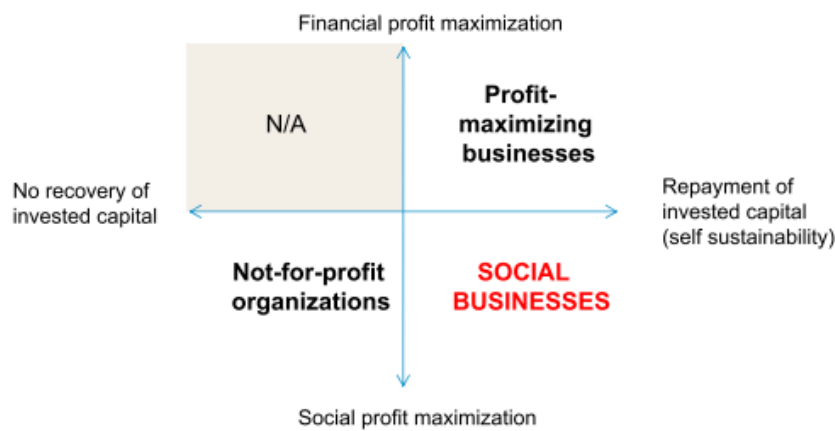 Financial profit maximization
N/A
Profit-
maximizing
businesses
No recovery of
invested capital
Repayment of
invested capital
(self sustainability)
Not-for-profit
organizations
SOCIAL
BUSINESSES
Social profit maximization